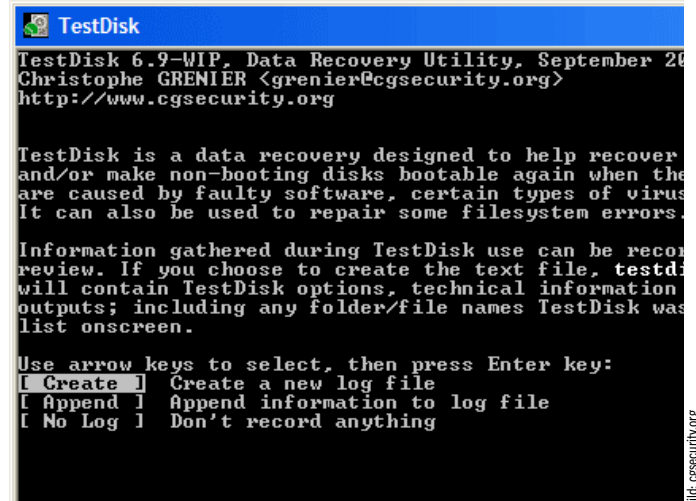 TestDisk
TestDisk 6.9-WIP, Data Recovery Utility, September
Christophe GRENIER <grenier@cgsecurity.org>
http://www.cgsecurity.org
TestDisk is a data recovery designed to help recover
and/or make non-booting disks bootable again when the
are caused by faulty software, certain types of virus
It can also be used to repair some filesystem errors.
Information gathered during TestDisk use can be
review. If you choose to create the text file,
will contain TestDisk options, technical information
outputs; including any folder/file names TestDisk was
list onscreen.
Use arrow keys to select, then press Enter key:
[ Create ] Create a new log file
[ Append ] Append information to log file
[ No Log ] Don't record anything
cgsecurity.org